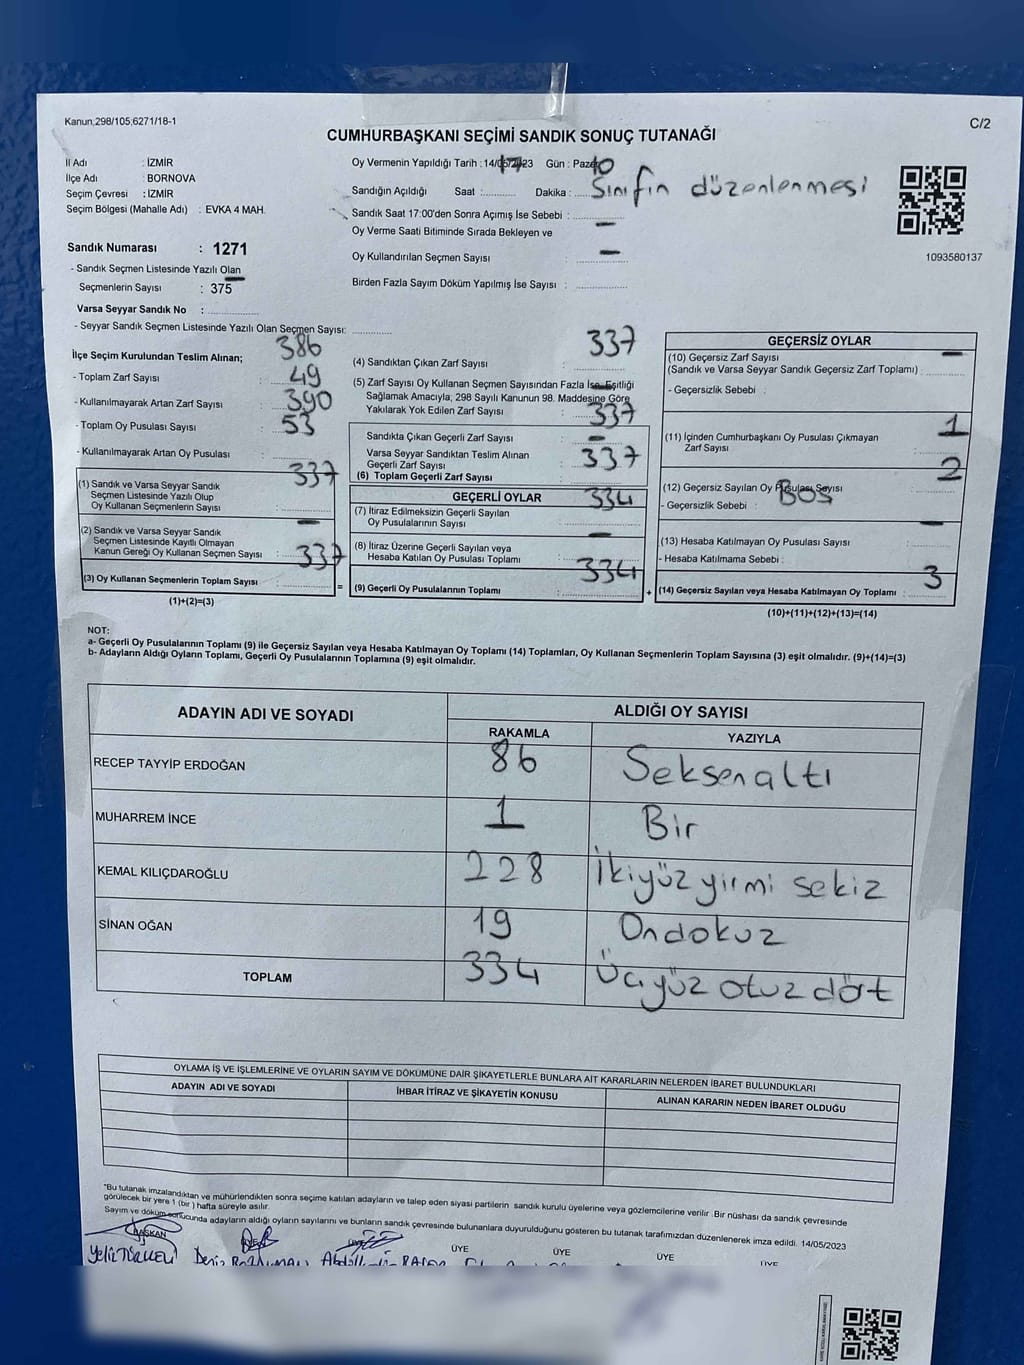 Kanun,298/105,6271/18-1
C/2
CUMHURBAŞKANI SEÇİMİ SANDIK SONUÇ TUTANAĞI
İl Adı : İZMİR
İlçe Adı : BORNOVA
Seçim Çevresi : İZMİR
Seçim Bölgesi (Mahalle Adı) : EVKA 4 MAH.
Sandık Numarası : 1271
- Sandık Seçmen Listesinde Yazılı Olan
Seçmenlerin Sayısı : 375
Varsa Seyyar Sandık No :
- Seyyar Sandık Seçmen Listesinde Yazılı Olan Seçmen Sayısı:
Oy Vermenin Yapıldığı Tarih : 14/05/2023 Gün : Pazar
Sandığın Açıldığı Saat : 17 Dakika : 10
Sandık Saat 17:00'den Sonra Açımış İse Sebebi : Sınıfın düzenlenmesi
Oy Verme Saati Bitiminde Sırada Bekleyen ve
Oy Kullandırılan Seçmen Sayısı : —
Birden Fazla Sayım Döküm Yapılmış İse Sayısı : —
1093580137
İlçe Seçim Kurulundan Teslim Alınan;
- Toplam Zarf Sayısı : 386
- Kullanılmayarak Artan Zarf Sayısı : 49
- Toplam Oy Pusulası Sayısı : 390
- Kullanılmayarak Artan Oy Pusulası : 53
(1) Sandık ve Varsa Seyyar Sandık
Seçmen Listesinde Yazılı Olup
Oy Kullanan Seçmenlerin Sayısı : 337
(2) Sandık ve Varsa Seyyar Sandık
Seçmen Listesinde Kayıtlı Olmayan
Kanun Gereği Oy Kullanan Seçmen Sayısı : —
(3) Oy Kullanan Seçmenlerin Toplam Sayısı : 337
(1)+(2)=(3)
=
(4) Sandıktan Çıkan Zarf Sayısı : 337
(5) Zarf Sayısı Oy Kullanan Seçmen Sayısından Fazla İse, Eşitliği
Sağlamak Amacıyla, 298 Sayılı Kanunun 98. Maddesine Göre
Yakılarak Yok Edilen Zarf Sayısı : —
Sandıkta Çıkan Geçerli Zarf Sayısı : 337
Varsa Seyyar Sandıktan Teslim Alınan
Geçerli Zarf Sayısı : —
(6) Toplam Geçerli Zarf Sayısı : 337
GEÇERLİ OYLAR
(7) İtiraz Edilmeksizin Geçerli Sayılan
Oy Pusulalarının Sayısı : 334
(8) İtiraz Üzerine Geçerli Sayılan veya
Hesaba Katılan Oy Pusulası Toplamı : —
(9) Geçerli Oy Pusulalarının Toplamı : 334
+
GEÇERSİZ OYLAR
(10) Geçersiz Zarf Sayısı
(Sandık ve Varsa Seyyar Sandık Geçersiz Zarf Toplamı) : —
- Geçersizlik Sebebi :
(11) İçinden Cumhurbaşkanı Oy Pusulası Çıkmayan
Zarf Sayısı : 1
(12) Geçersiz Sayılan Oy Pusulası Sayısı : 2
- Geçersizlik Sebebi : BOŞ
(13) Hesaba Katılmayan Oy Pusulası Sayısı : —
- Hesaba Katılmama Sebebi :
(14) Geçersiz Sayılan veya Hesaba Katılmayan Oy Toplamı : 3
(10)+(11)+(12)+(13)=(14)
NOT:
a- Geçerli Oy Pusulalarının Toplamı (9) ile Geçersiz Sayılan veya Hesaba Katılmayan Oy Toplamı (14) Toplamları, Oy Kullanan Seçmenlerin Toplam Sayısına (3) eşit olmalıdır. (9)+(14)=(3)
b- Adayların Aldığı Oyların Toplamı, Geçerli Oy Pusulalarının Toplamına (9) eşit olmalıdır.
ADAYIN ADI VE SOYADI ALDIĞI OY SAYISI
RAKAMLA YAZIYLA
RECEP TAYYİP ERDOĞAN 86 Seksenaltı
MUHARREM İNCE 1 Bir
KEMAL KILIÇDAROĞLU 228 İkiyüz yirmi sekiz
SİNAN OĞAN 19 Ondokuz
TOPLAM 334 Üçyüz otuz dört
OYLAMA İŞ VE İŞLEMLERİNE VE OYLARIN SAYIM VE DÖKÜMÜNE DAİR ŞİKAYETLERLE BUNLARA AİT KARARLARIN NELERDEN İBARET BULUNDUKLARI
ADAYIN ADI VE SOYADI İHBAR İTİRAZ VE ŞİKAYETİN KONUSU ALINAN KARARIN NEDEN İBARET OLDUĞU
"Bu tutanak imzalandıktan ve mühürlendikten sonra seçime katılan adayların ve talep eden siyasi partilerin sandık kurulu üyelerine veya gözlemcilerine verilir .Bir nüshası da sandık çevresinde
görülecek bir yere 1 (bir ) hafta süreyle asılır.
Sayım ve döküm sonucunda adayların aldığı oyların sayılarını ve bunların sandık çevresinde bulunanlara duyurulduğunu gösteren bu tutanak tarafımızdan düzenlenerek imza edildi. 14/05/2023
BAŞKAN ÜYE ÜYE ÜYE ÜYE ÜYE ÜYE